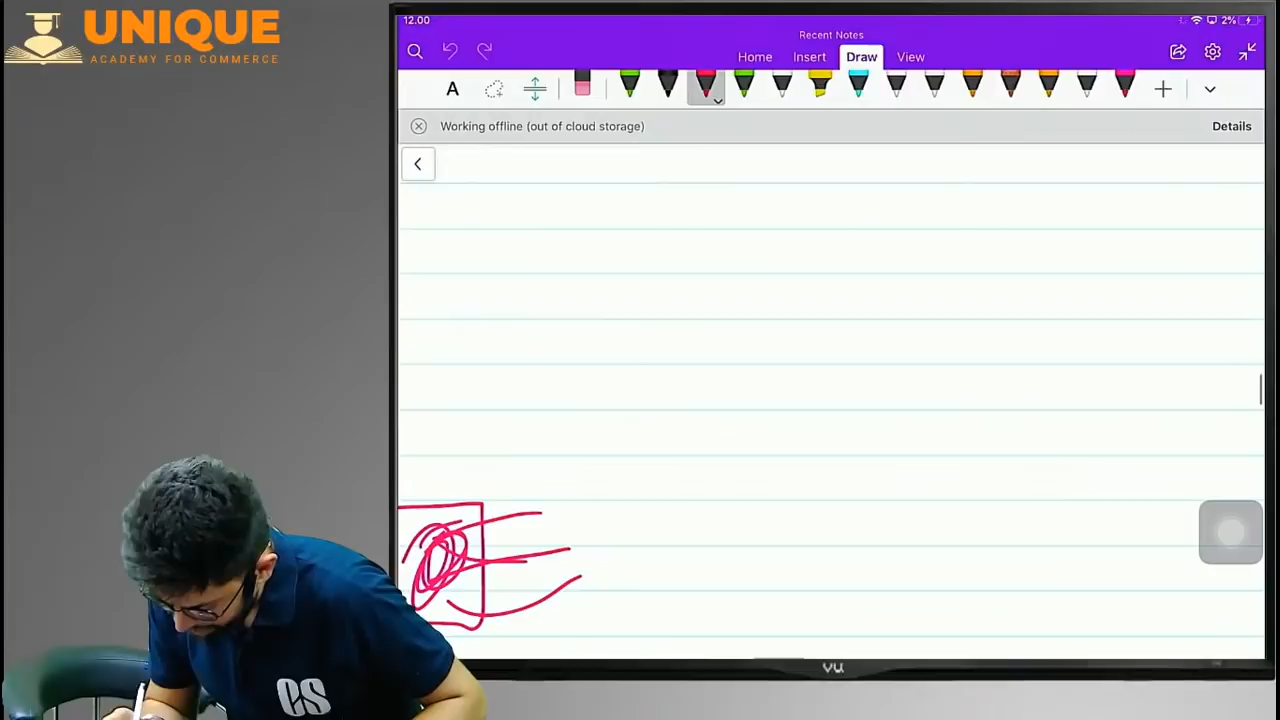 UNIQUE
ACADEMY FOR COMMERCE
12.00
2%
Recent Notes
Home Insert Draw View
A
Working offline (out of cloud storage)
Details
CS
VU